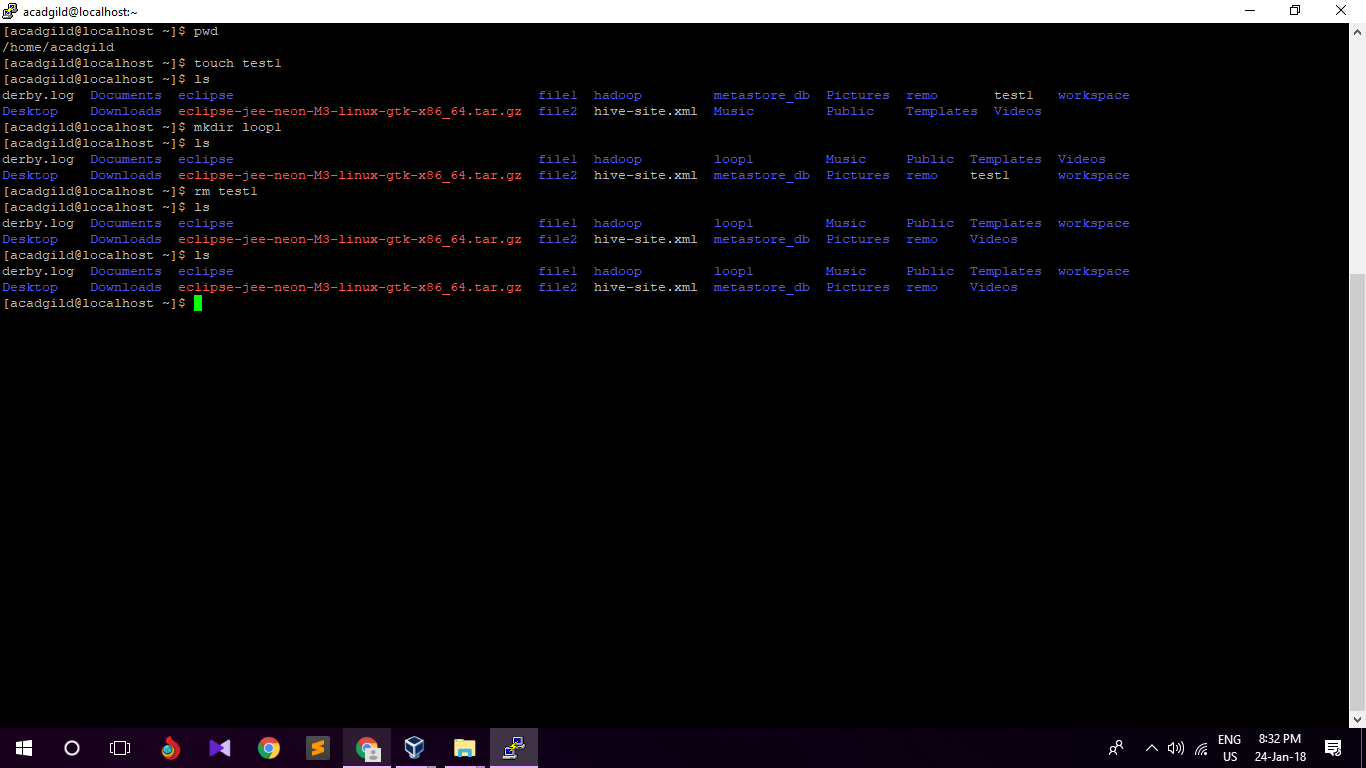 acadgild@localhost:~
[acadgild@localhost ~]$ pwd
/home/acadgild
[acadgild@localhost ~]$ touch test1
[acadgild@localhost ~]$ ls
derby.log  Documents  eclipse                                      file1  hadoop         metastore_db  Pictures  remo       test1   workspace
Desktop    Downloads  eclipse-jee-neon-M3-linux-gtk-x86_64.tar.gz  file2  hive-site.xml  Music         Public    Templates  Videos
[acadgild@localhost ~]$ mkdir loop1
[acadgild@localhost ~]$ ls
derby.log  Documents  eclipse                                      file1  hadoop         loop1         Music     Public  Templates  Videos
Desktop    Downloads  eclipse-jee-neon-M3-linux-gtk-x86_64.tar.gz  file2  hive-site.xml  metastore_db  Pictures  remo    test1      workspace
[acadgild@localhost ~]$ rm test1
[acadgild@localhost ~]$ ls
derby.log  Documents  eclipse                                      file1  hadoop         loop1         Music     Public  Templates  workspace
Desktop    Downloads  eclipse-jee-neon-M3-linux-gtk-x86_64.tar.gz  file2  hive-site.xml  metastore_db  Pictures  remo    Videos
[acadgild@localhost ~]$ ls
derby.log  Documents  eclipse                                      file1  hadoop         loop1         Music     Public  Templates  workspace
Desktop    Downloads  eclipse-jee-neon-M3-linux-gtk-x86_64.tar.gz  file2  hive-site.xml  metastore_db  Pictures  remo    Videos
[acadgild@localhost ~]$
ENG 8:32 PM
US 24-Jan-18